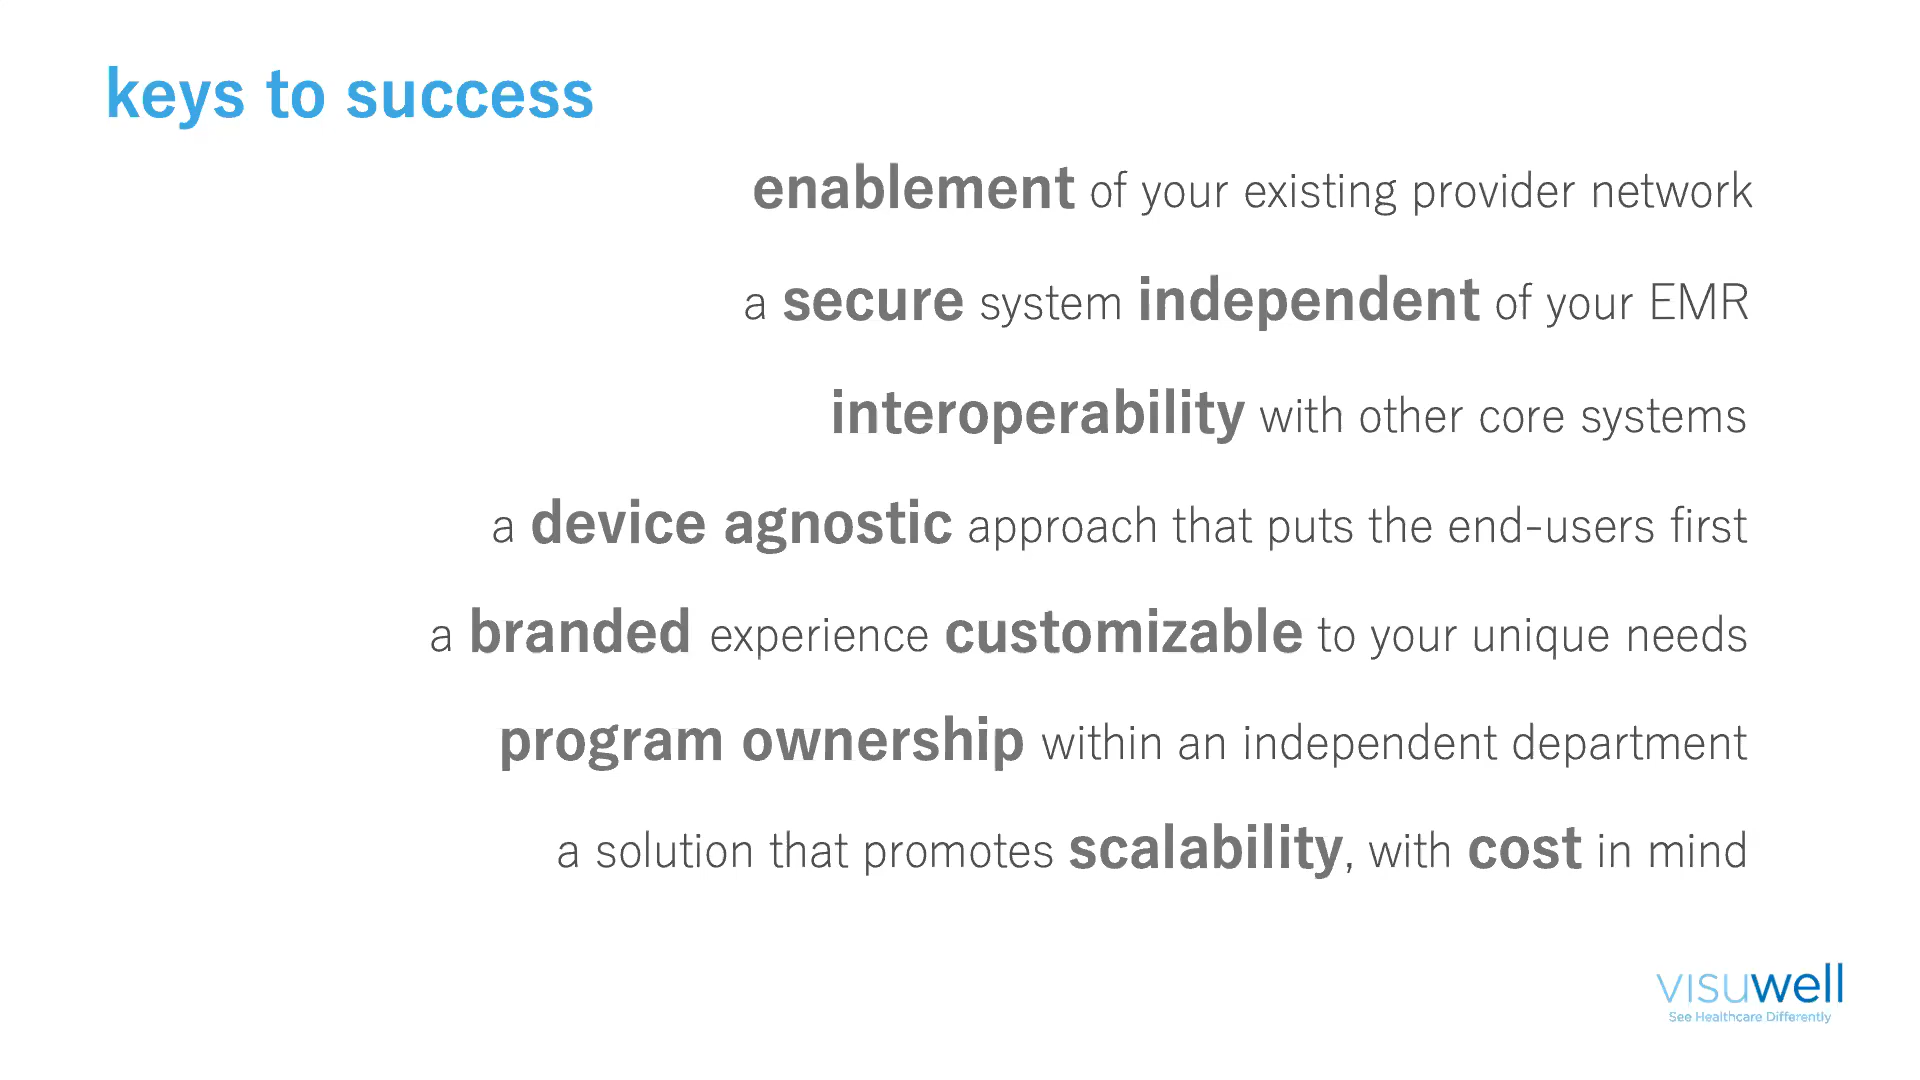 keys to success
enablement of your existing provider network
a secure system independent of your EMR
interoperability with other core systems
a device agnostic approach that puts the end-users first
a branded experience customizable to your unique needs
program ownership within an independent department
a solution that promotes scalability, with cost in mind
visuwell
See Healthcare Differently